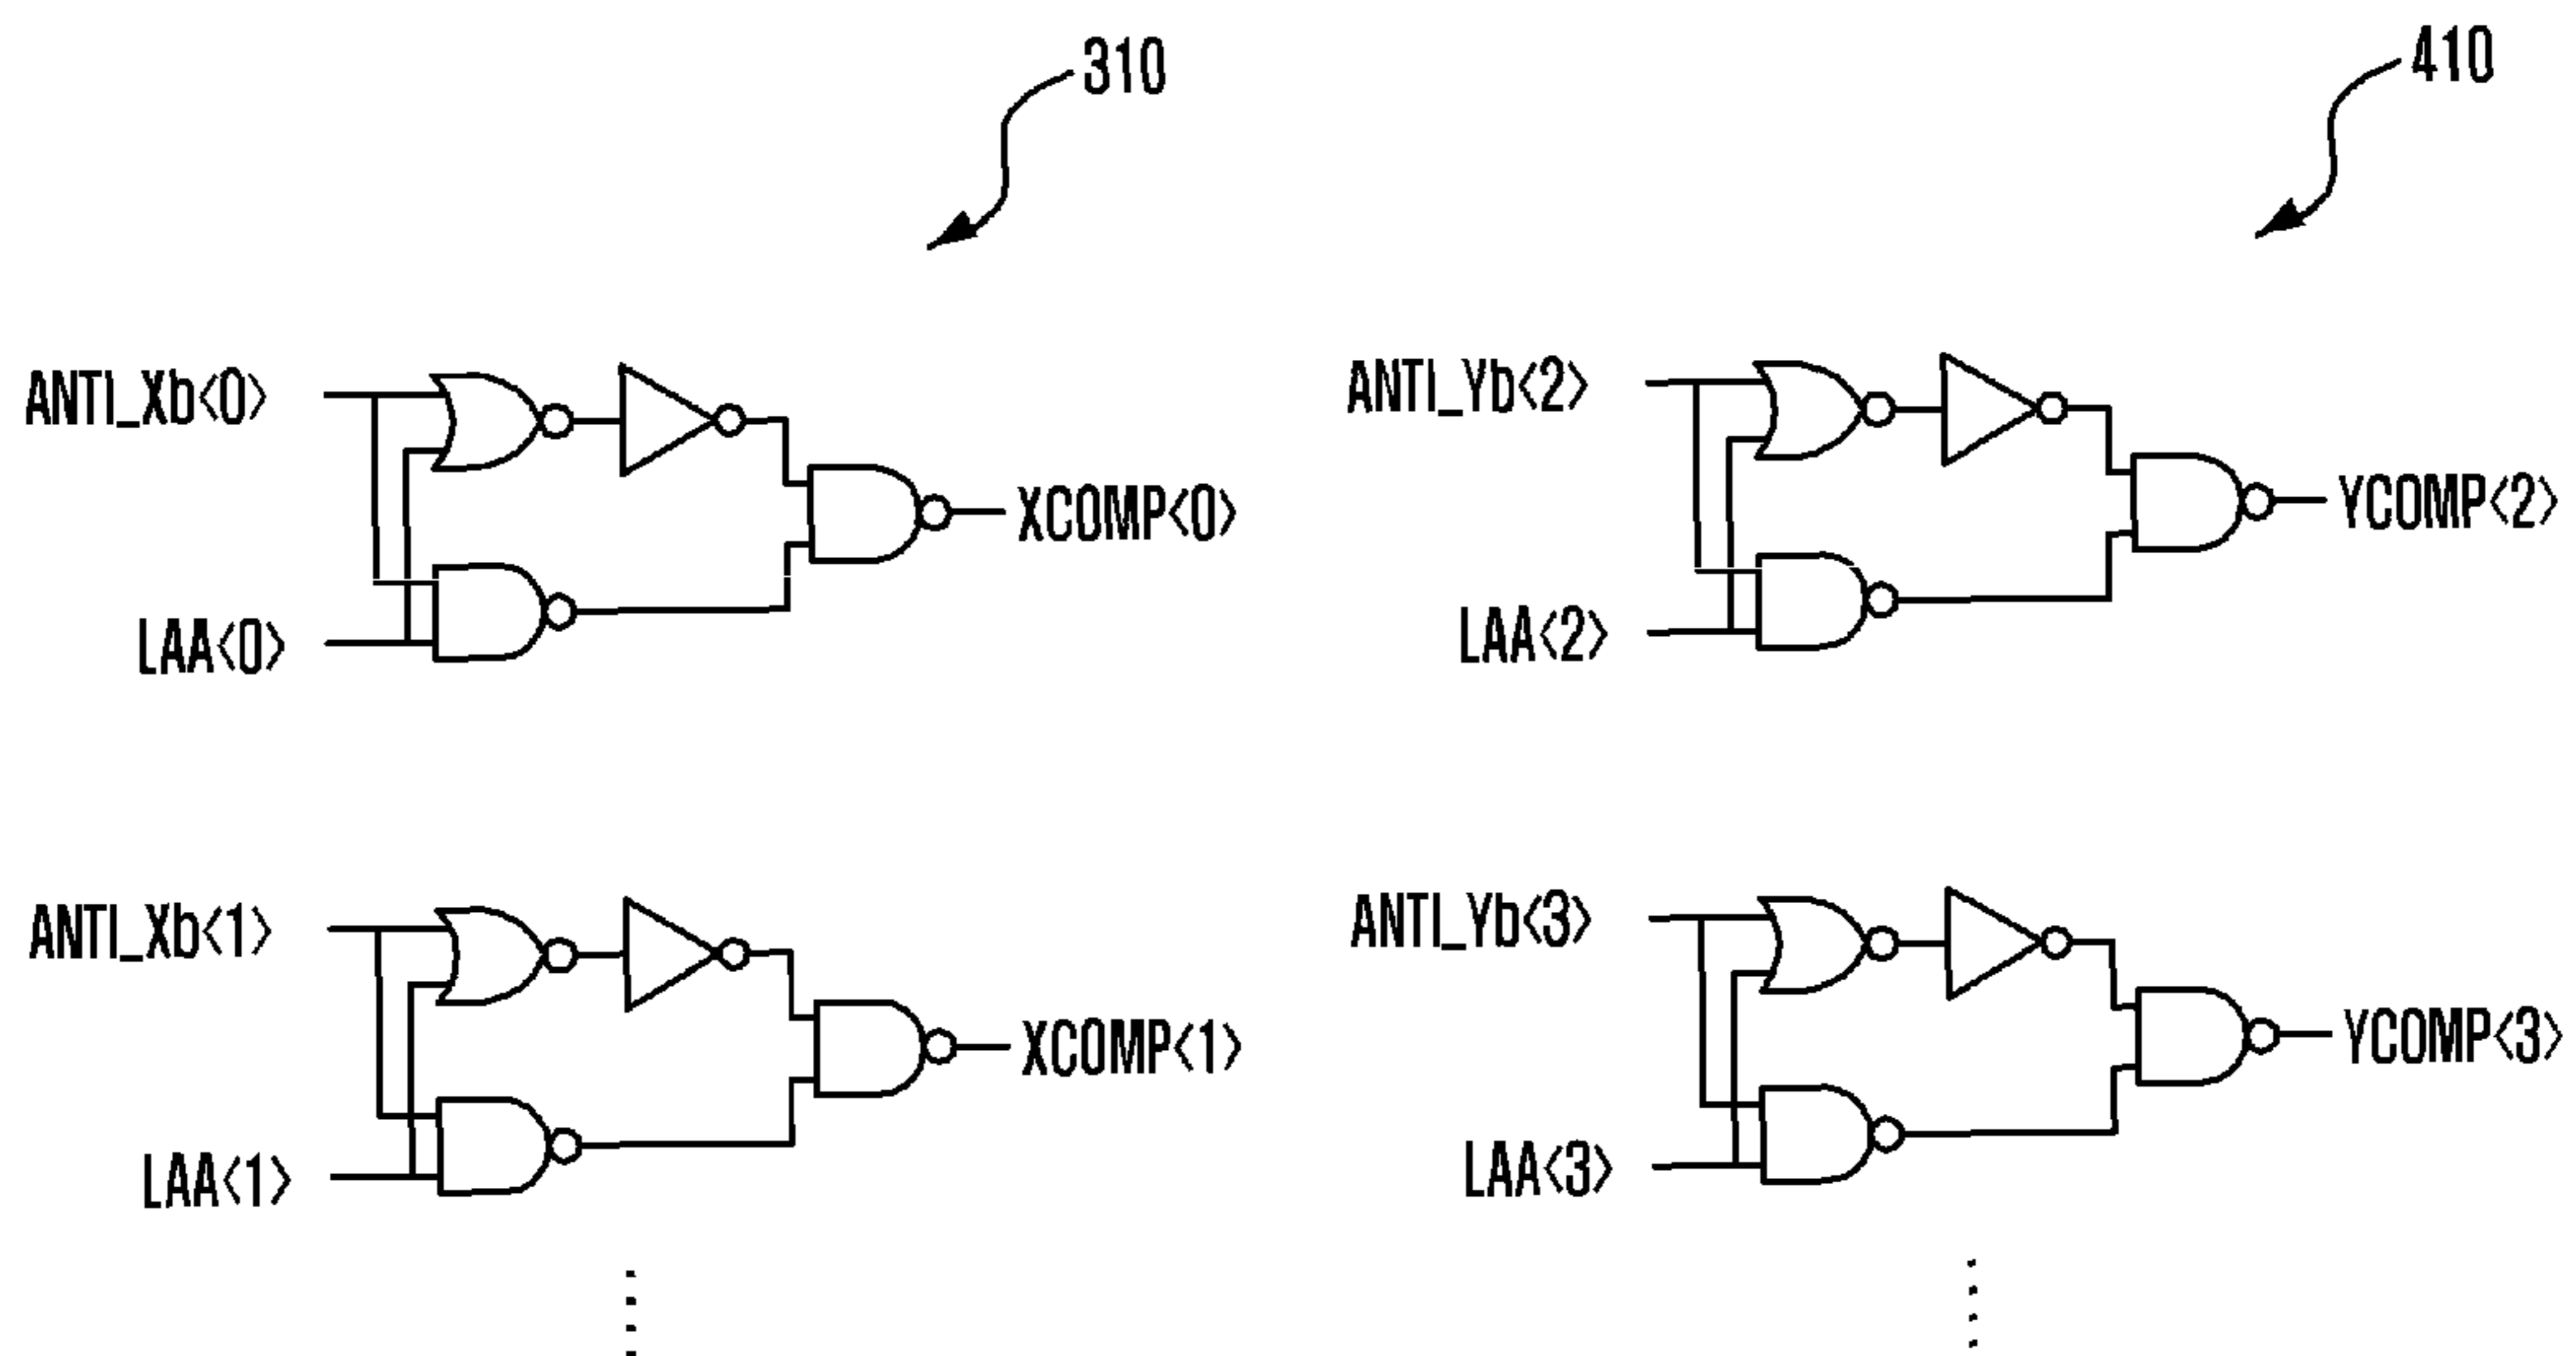 310
ANTI_Xb<0>
XCOMP<0>
LAA<0>
ANTI_Xb<1>
XCOMP<1>
LAA<1>
410
ANTI_Yb<2>
YCOMP<2>
LAA<2>
ANTI_Yb<3>
YCOMP<3>
LAA<3>